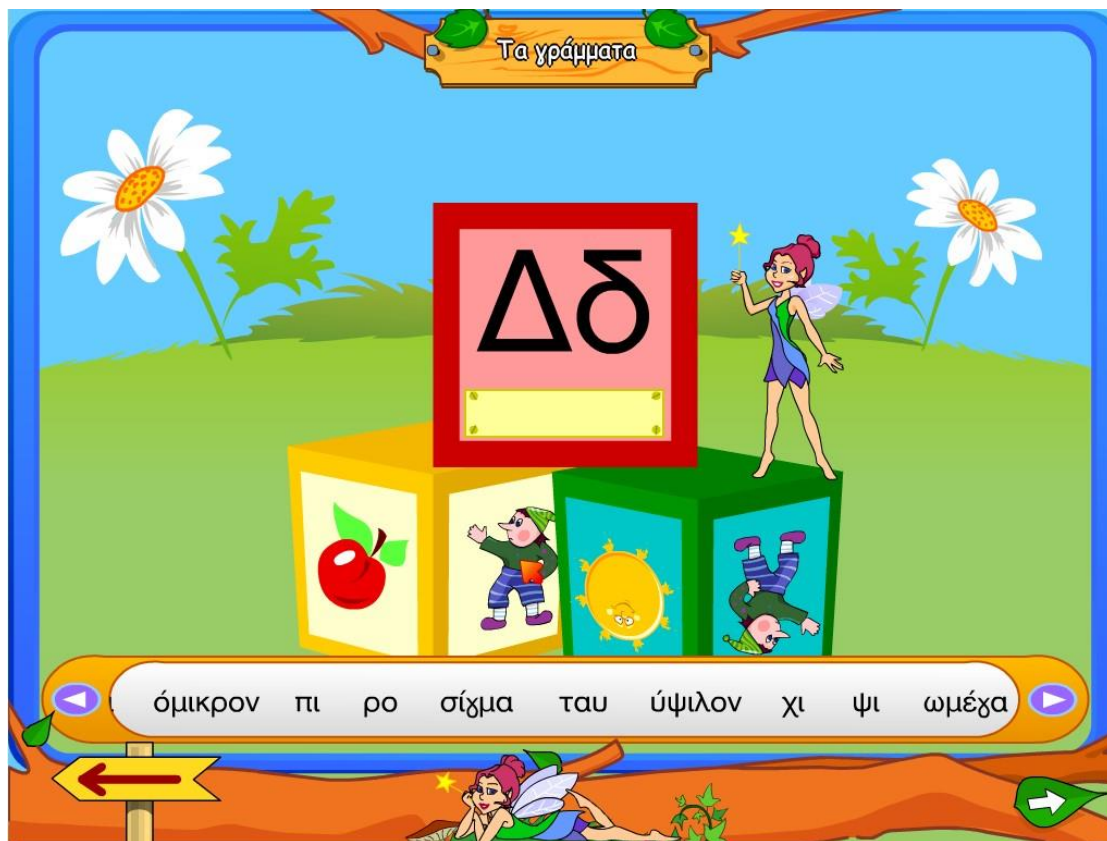 Τα γράμματα
Δδ
όμικρον πι ρο σίγμα ταυ ύψιλον χι ψι ωμέγα